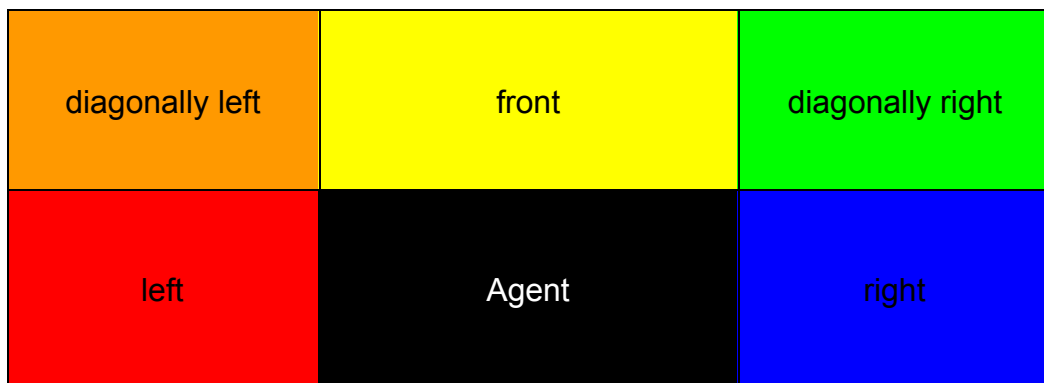 diagonally left
front
diagonally right
left
Agent
right